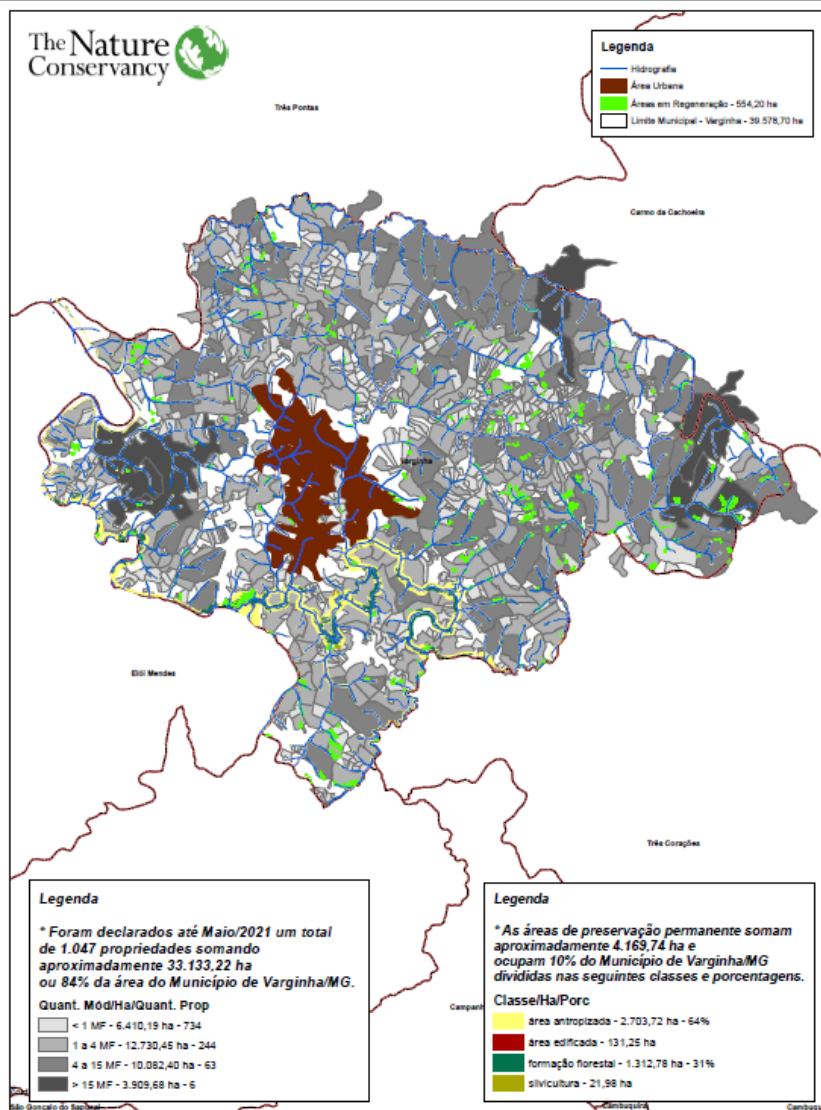 The Nature
Conservancy
Legenda
Hidrografia
Área Urbana
Áreas em Regeneração - 554,20 ha
Limite Municipal - Varginha - 39.578,70 ha
Três Pontas
Carmo da Cachoeira
Varginha
Elói Mendes
Três Corações
Legenda
* Foram declarados até Maio/2021 um total
de 1.047 propriedades somando
aproximadamente 33.133,22 ha
ou 84% da área do Município de Varginha/MG.
Quant. Mód/Ha/Quant. Prop
< 1 MF - 6.410,19 ha - 734
1 a 4 MF - 12.730,45 ha - 244
4 a 15 MF - 10.082,40 ha - 63
> 15 MF - 3.909,68 ha - 6
Campanh
Legenda
* As áreas de preservação permanente somam
aproximadamente 4.169,74 ha e
ocupam 10% do Município de Varginha/MG
divididas nas seguintes classes e porcentagens.
Classe/Ha/Porc
área antropizada - 2.703,72 ha - 64%
área edificada - 131,25 ha
formação florestal - 1.312,78 ha - 31%
silvicultura - 21,98 ha
São Gonçalo do Sapucaí
Cambuquira